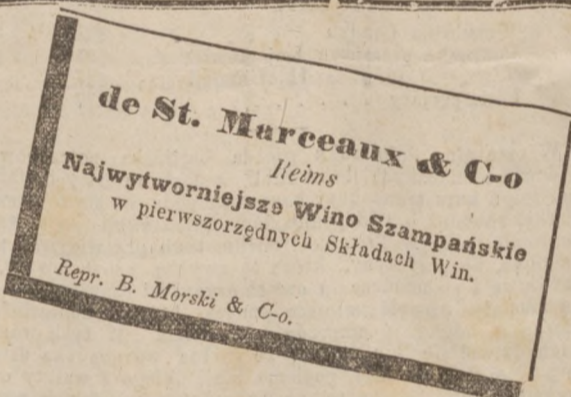 de St. Marceaux & C-o
Reims
Najwytworniejsze Wino Szampańskie
w pierwszorzędnych Składach Win.
Repr. B. Morski & C-o.